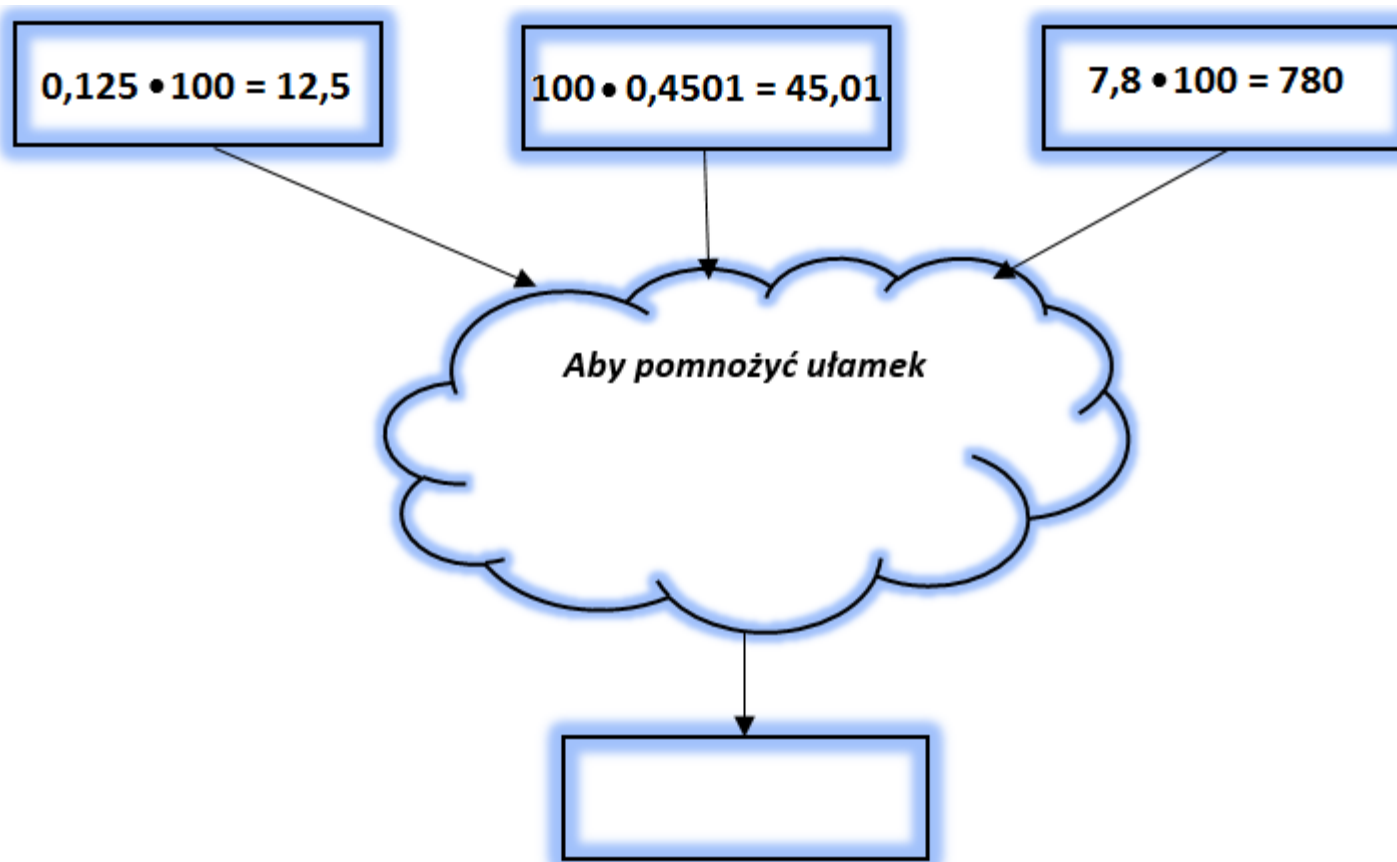 0,125 • 100 = 12,5
100 • 0,4501 = 45,01
7,8 • 100 = 780
Aby pomnożyć ułamek